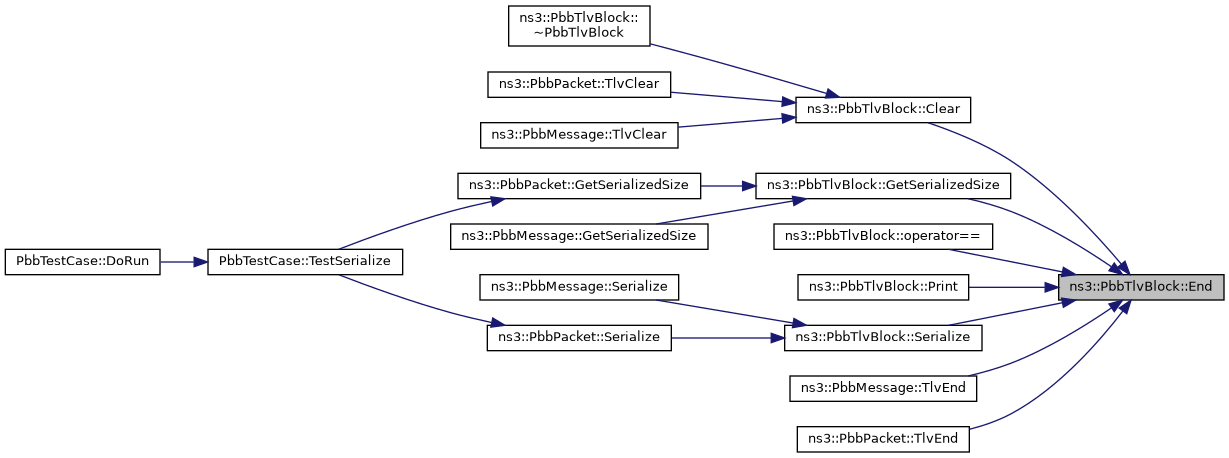 ns3::PbbTlvBlock::
~PbbTlvBlock
ns3::PbbPacket::TlvClear
ns3::PbbTlvBlock::Clear
ns3::PbbMessage::TlvClear
ns3::PbbPacket::GetSerializedSize
ns3::PbbTlvBlock::GetSerializedSize
ns3::PbbMessage::GetSerializedSize
ns3::PbbTlvBlock::operator==
PbbTestCase::DoRun
PbbTestCase::TestSerialize
ns3::PbbMessage::Serialize
ns3::PbbTlvBlock::Print
ns3::PbbTlvBlock::End
ns3::PbbPacket::Serialize
ns3::PbbTlvBlock::Serialize
ns3::PbbMessage::TlvEnd
ns3::PbbPacket::TlvEnd